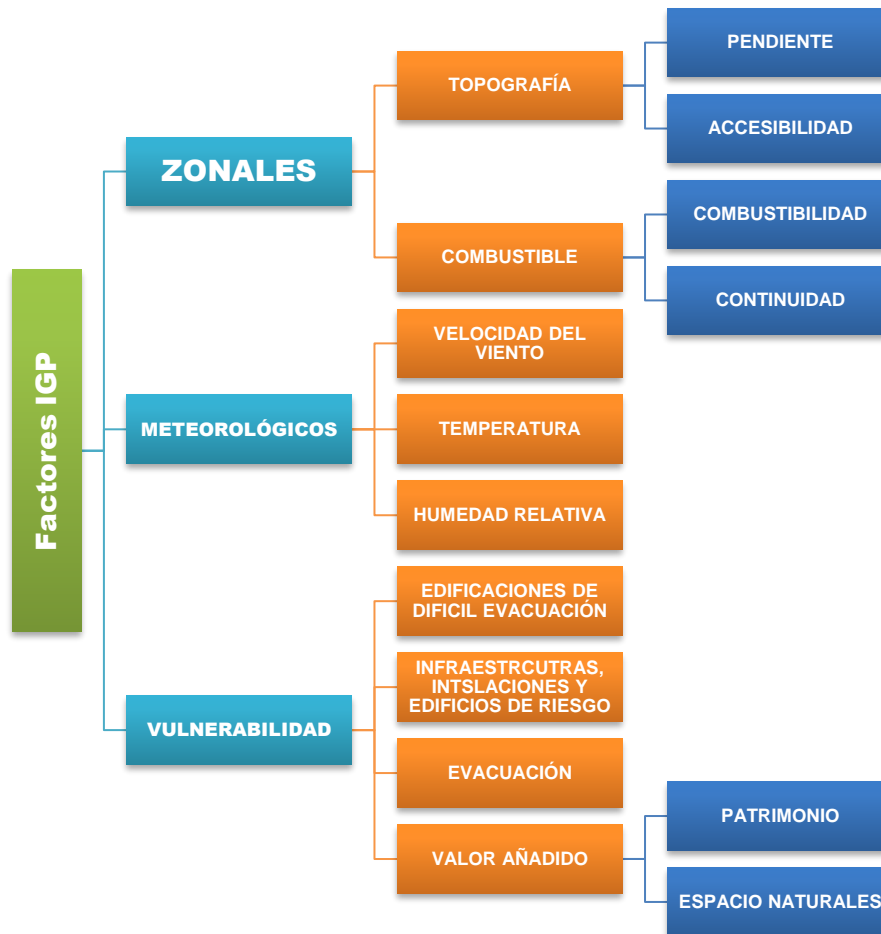 Factores IGP
ZONALES
TOPOGRAFÍA
PENDIENTE
ACCESIBILIDAD
COMBUSTIBLE
COMBUSTIBILIDAD
CONTINUIDAD
METEOROLÓGICOS
VELOCIDAD DEL
VIENTO
TEMPERATURA
HUMEDAD RELATIVA
VULNERABILIDAD
EDIFICACIONES DE
DIFICIL EVACUACIÓN
INFRAESTRCUTRAS,
INTSLACIONES Y
EDIFICIOS DE RIESGO
EVACUACIÓN
VALOR AÑADIDO
PATRIMONIO
ESPACIO NATURALES